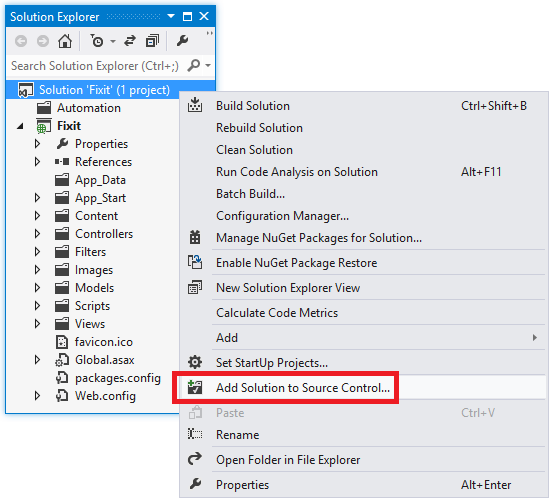 Solution Explorer
Search Solution Explorer (Ctrl+;)
Solution 'Fixit' (1 project)
Automation
Fixit
Properties
References
App_Data
App_Start
Content
Controllers
Filters
Images
Models
Scripts
Views
favicon.ico
Global.asax
packages.config
Web.config
Build Solution Ctrl+Shift+B
Rebuild Solution
Clean Solution
Run Code Analysis on Solution Alt+F11
Batch Build...
Configuration Manager...
Manage NuGet Packages for Solution...
Enable NuGet Package Restore
New Solution Explorer View
Calculate Code Metrics
Add
Set StartUp Projects...
Add Solution to Source Control...
Paste Ctrl+V
Rename
Open Folder in File Explorer
Properties Alt+Enter